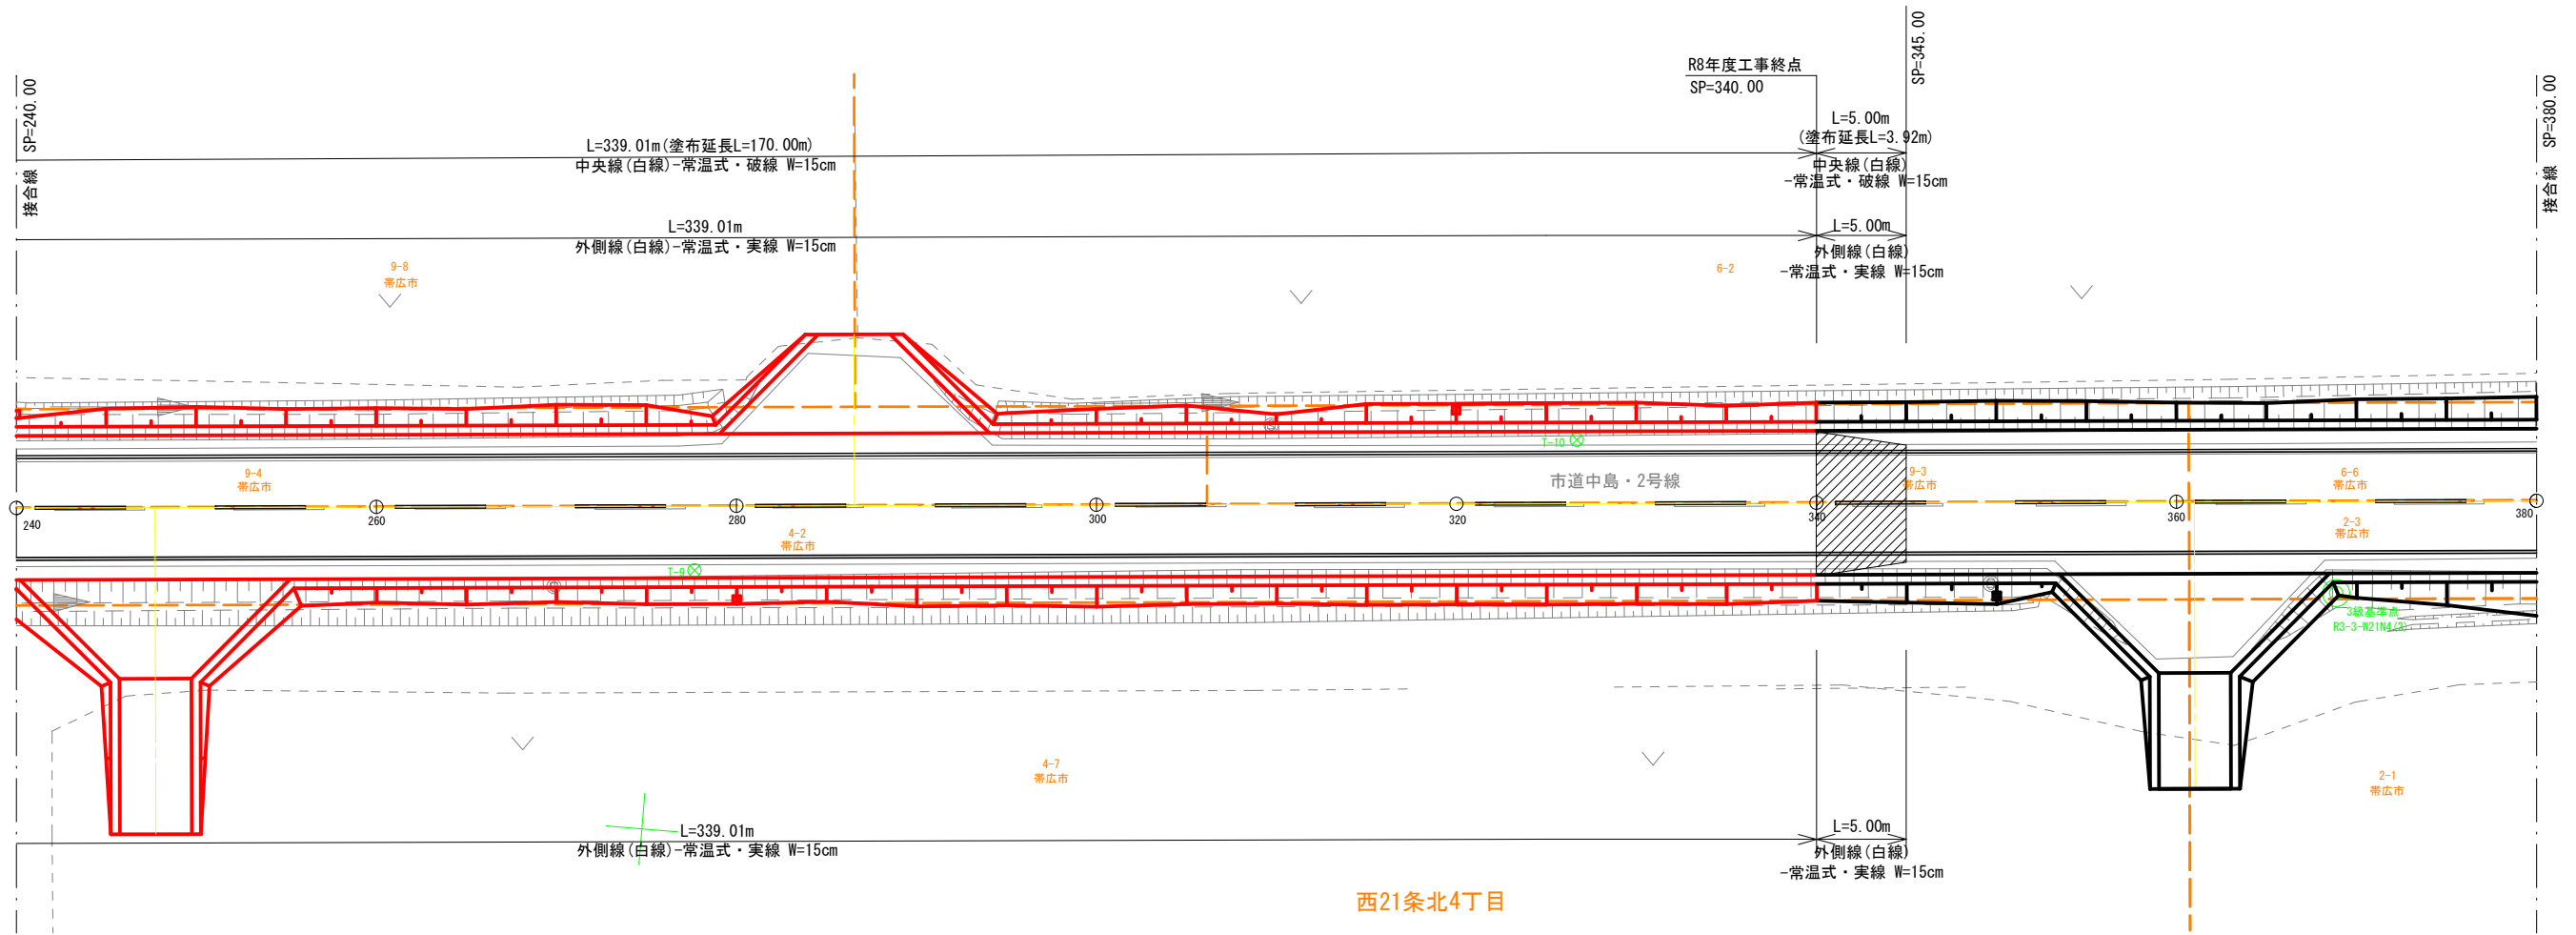 SP=240.00
接合線
R8年度工事終点
SP=340.00
SP=345.00
SP=380.00
接合線
L=339.01m(塗布延長L=170.00m)
中央線(白線)-常温式・破線 W=15cm
L=5.00m
(塗布延長L=3.92m)
中央線(白線)
-常温式・破線 W=15cm
L=339.01m
外側線(白線)-常温式・実線 W=15cm
L=5.00m
外側線(白線)
-常温式・実線 W=15cm
9-8
帯広市
6-2
T-10
市道中島・2号線
9-4
帯広市
9-3
帯広市
6-6
帯広市
240
260
280
300
320
340
360
380
4-2
帯広市
2-3
帯広市
T-9
3級基準点
R3-3-W21N4(3)
4-7
帯広市
2-1
帯広市
L=339.01m
外側線(白線)-常温式・実線 W=15cm
L=5.00m
外側線(白線)
-常温式・実線 W=15cm
西21条北4丁目